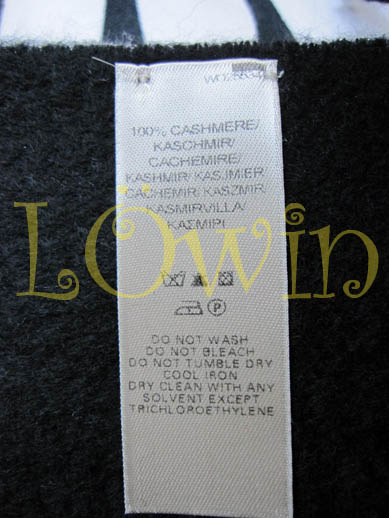 100% CASHMERE/
KASCHMIR/
CACHEMIRE/
KASHMIR/ KASJMIER
CACHEMIR/ KASZMIR/
KASMIRVILLA/
ΚΑΣΜΙΡΙ
LÖwin
P
DO NOT WASH
DO NOT BLEACH
DO NOT TUMBLE DRY
COOL IRON
DRY CLEAN WITH ANY
SOLVENT EXCEPT
TRICHLOROETHYLENE